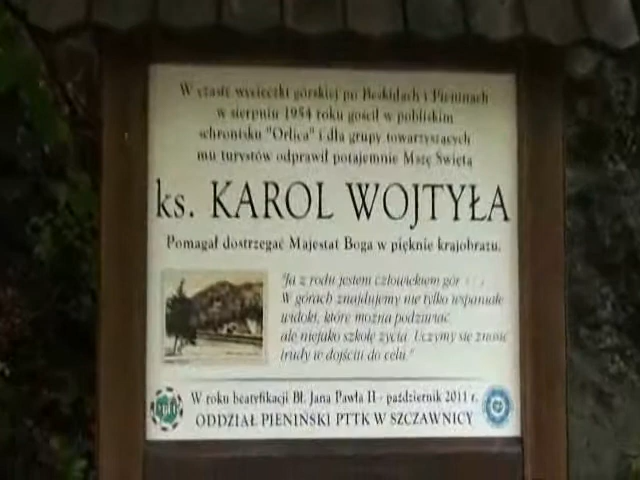 W czasie wycieczki górskiej po Beskidach i Pieninach
w sierpniu 1954 roku gościł w pobliskim
schronisku "Orlica" i dla grupy towarzyszących
mu turystów odprawił potajemnie Mszę Świętą
ks. KAROL WOJTYŁA
Pomagał dostrzegać Majestat Boga w pięknie krajobrazu.
"Ja z rodu jestem człowiekiem gór
W górach znajdujemy nie tylko wspaniałe
widoki, które można podziwiać,
ale niejako szkołę życia. Uczymy się znosić
trudy w dojściu do celu."
W roku beatyfikacji Bł. Jana Pawła II - październik 2011 r.
ODDZIAŁ PIENIŃSKI PTTK W SZCZAWNICY